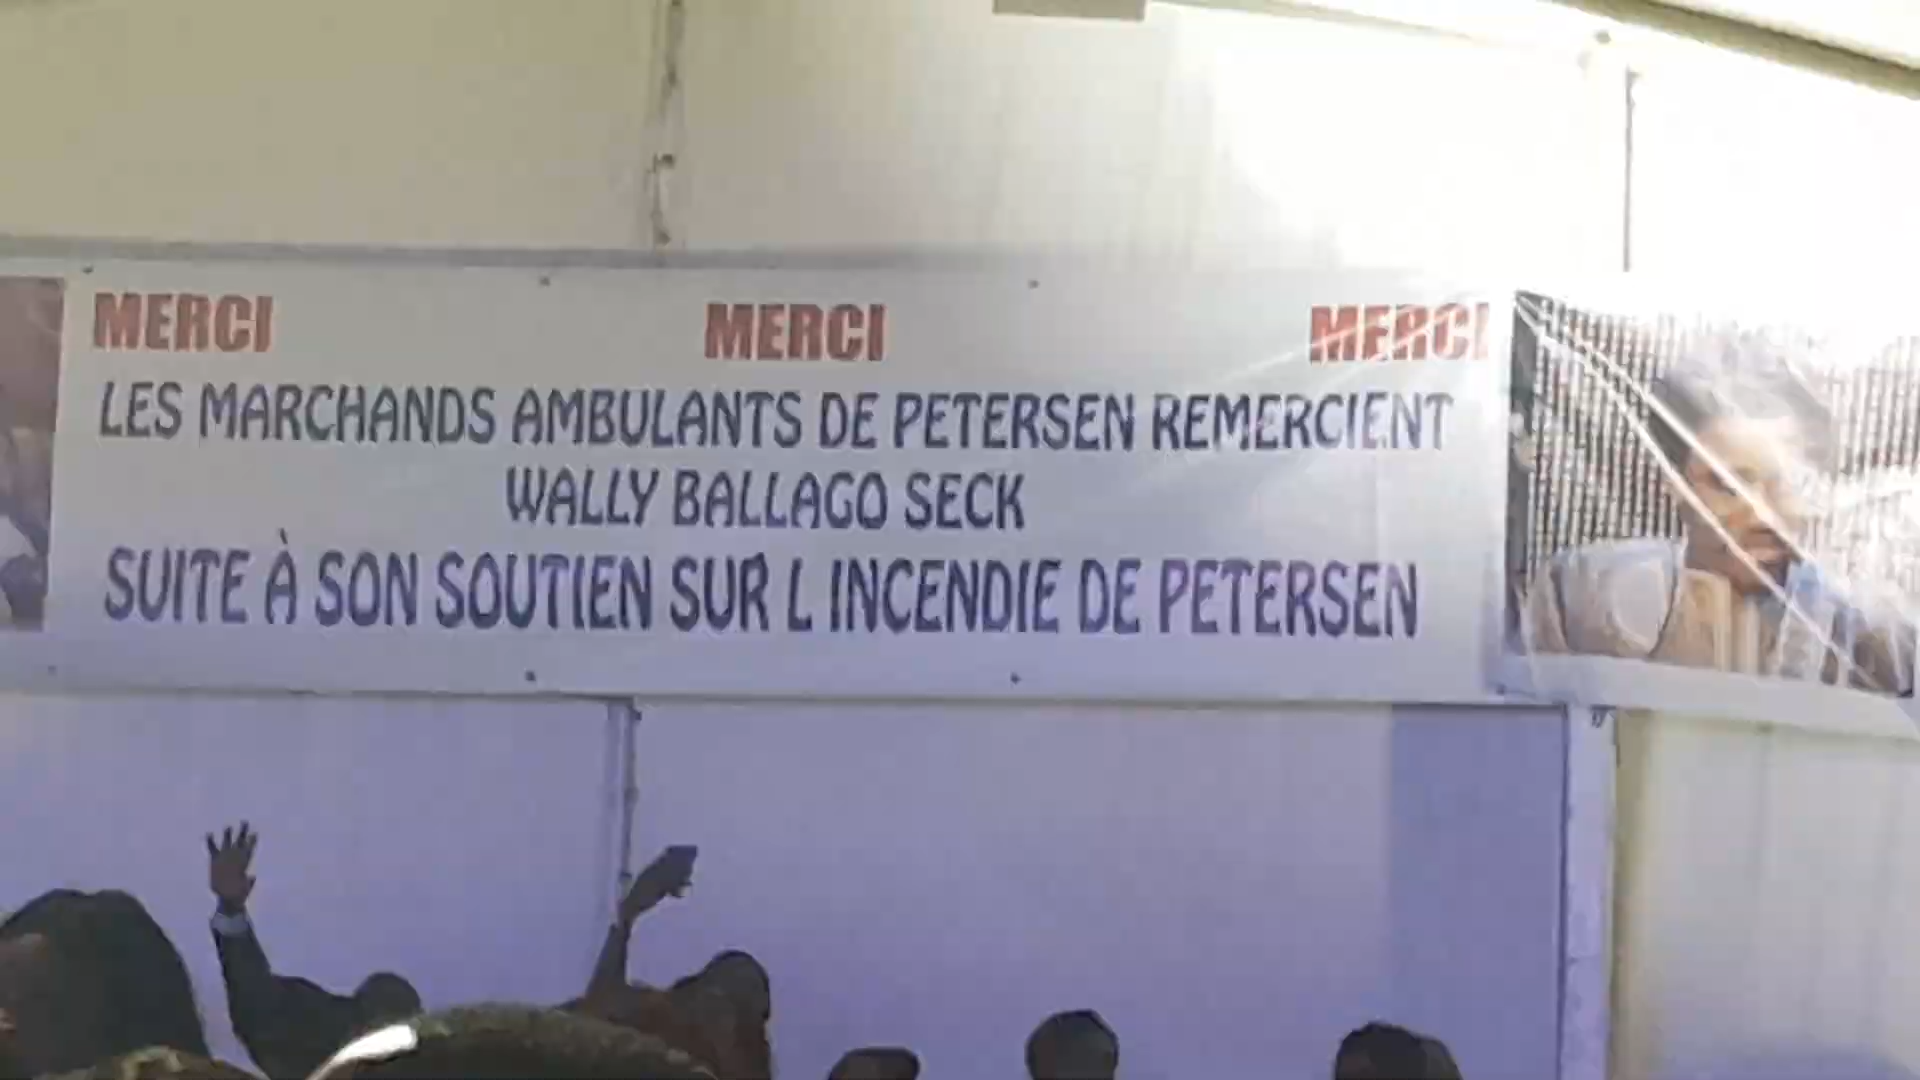 MERCI MERCI MERCI
LES MARCHANDS AMBULANTS DE PETERSEN REMERCIENT
WALLY BALLAGO SECK
SUITE À SON SOUTIEN SUR L INCENDIE DE PETERSEN